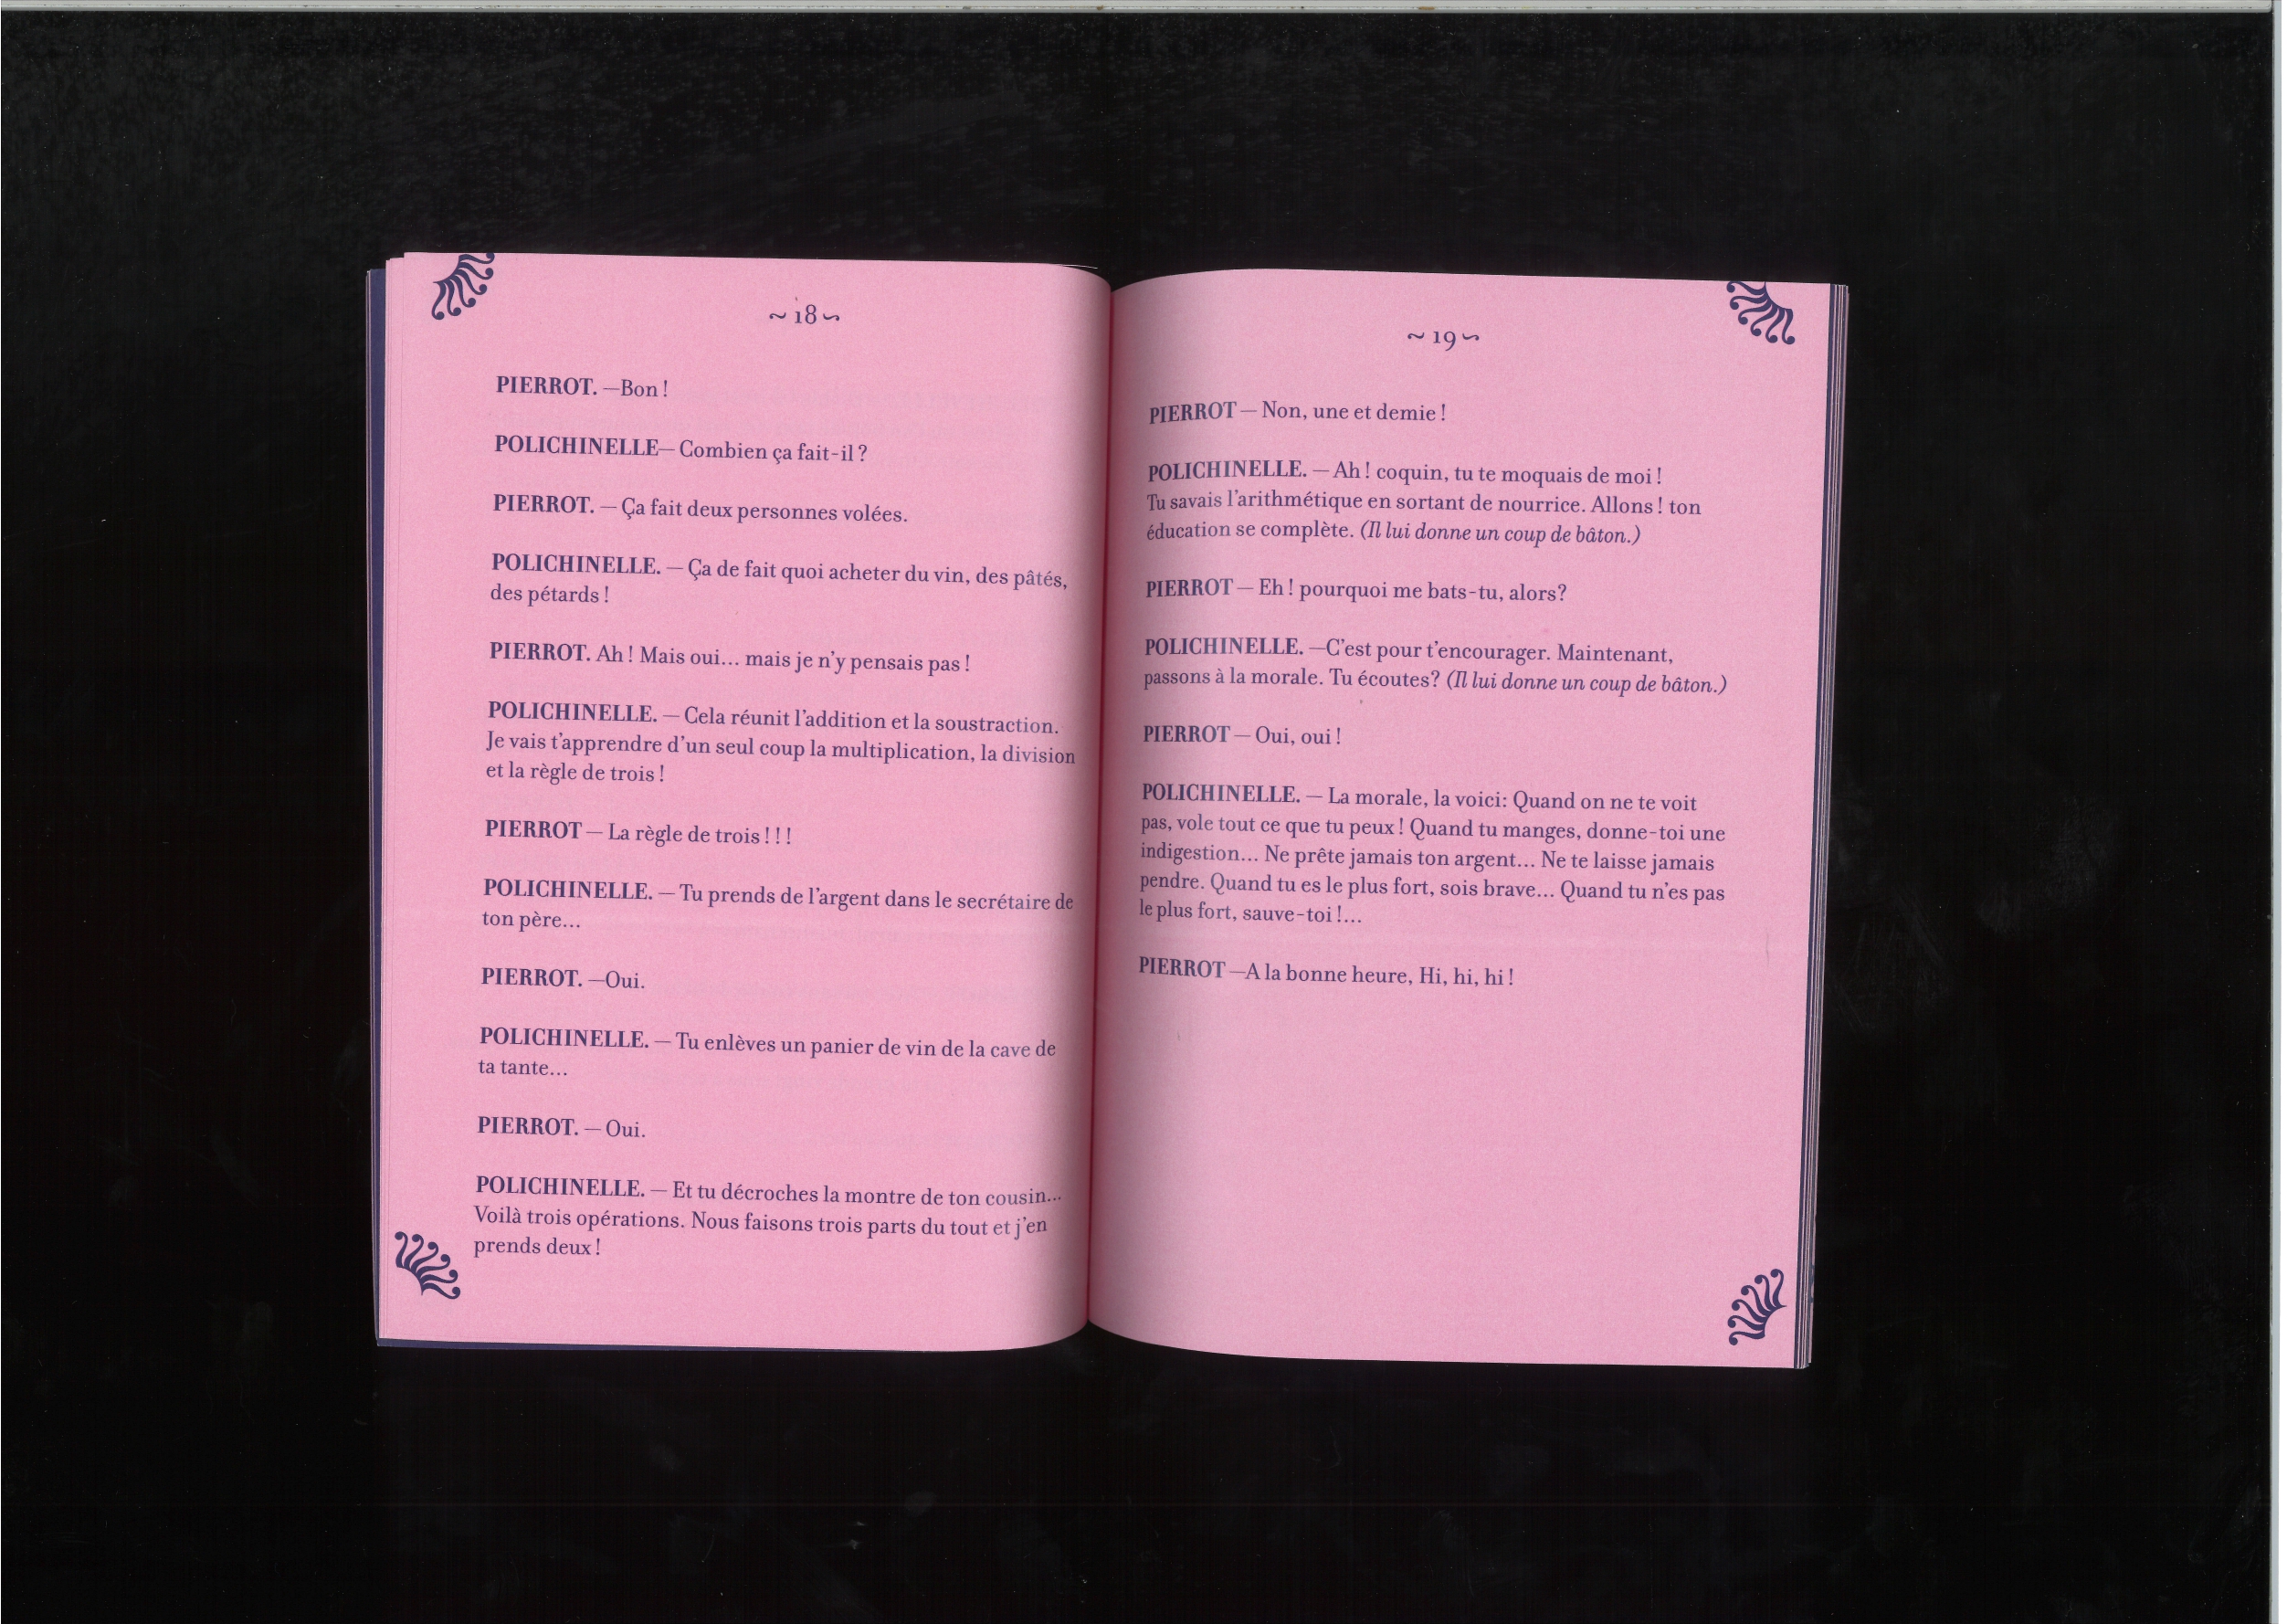 ~ 18 ~
PIERROT. —Bon !
POLICHINELLE— Combien ça fait-il ?
PIERROT. — Ça fait deux personnes volées.
POLICHINELLE. — Ça de fait quoi acheter du vin, des pâtés,
des pétards !
PIERROT. Ah ! Mais oui... mais je n’y pensais pas !
POLICHINELLE. — Cela réunit l’addition et la soustraction.
Je vais t’apprendre d’un seul coup la multiplication, la division
et la règle de trois !
PIERROT — La règle de trois ! ! !
POLICHINELLE. — Tu prends de l’argent dans le secrétaire de
ton père...
PIERROT. —Oui.
POLICHINELLE. — Tu enlèves un panier de vin de la cave de
ta tante...
PIERROT. — Oui.
POLICHINELLE. — Et tu décroches la montre de ton cousin...
Voilà trois opérations. Nous faisons trois parts du tout et j’en
prends deux !
~ 19 ~
PIERROT — Non, une et demie !
POLICHINELLE. — Ah ! coquin, tu te moquais de moi !
Tu savais l’arithmétique en sortant de nourrice. Allons ! ton
éducation se complète. (Il lui donne un coup de bâton.)
PIERROT — Eh ! pourquoi me bats-tu, alors?
POLICHINELLE. —C’est pour t’encourager. Maintenant,
passons à la morale. Tu écoutes? (Il lui donne un coup de bâton.)
PIERROT — Oui, oui !
POLICHINELLE. — La morale, la voici: Quand on ne te voit
pas, vole tout ce que tu peux ! Quand tu manges, donne-toi une
indigestion... Ne prête jamais ton argent... Ne te laisse jamais
pendre. Quand tu es le plus fort, sois brave... Quand tu n’es pas
le plus fort, sauve-toi !...
PIERROT —A la bonne heure, Hi, hi, hi !